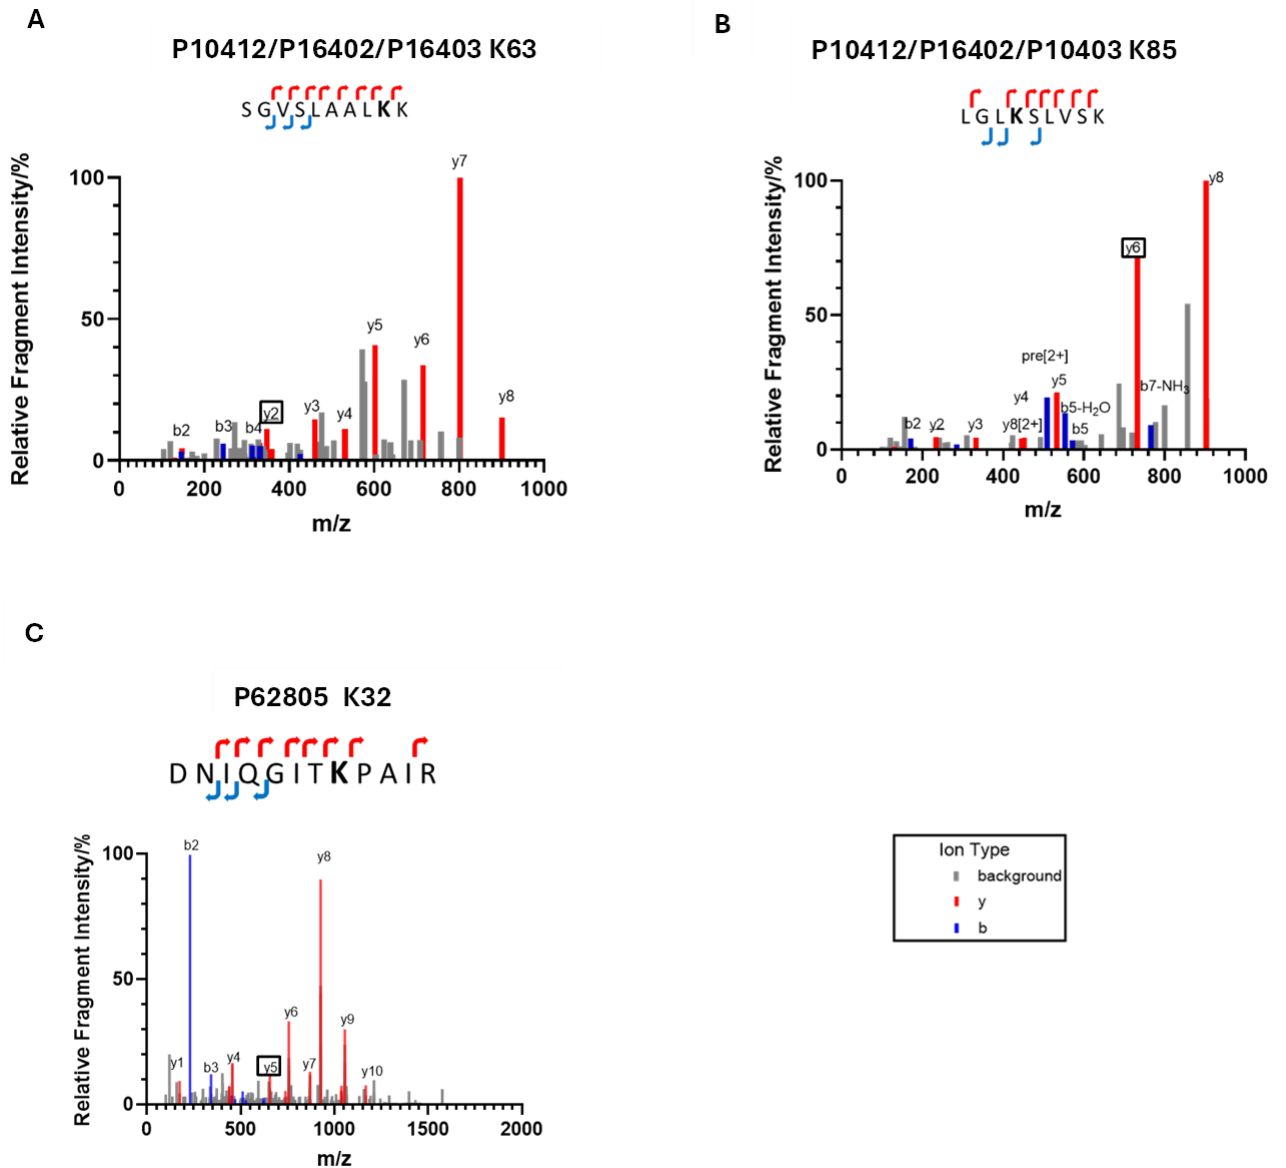 A
P10412/P16402/P16403 K63
S G V S L A A L K K
Relative Fragment Intensity/%
100
50
0
y7
y5
y6
y3
y4
y2
b2
b3
b4
y8
0 200 400 600 800 1000
m/z
B
P10412/P16402/P10403 K85
L G L K S L V S K
Relative Fragment Intensity/%
100
50
0
y8
y6
pre[2+]
y5
y4
b7-NH3
b5-H2O
b2
y2
y3
y8[2+]
b5
0 200 400 600 800 1000
m/z
C
P62805 K32
D N I Q G I T K P A I R
Relative Fragment Intensity/%
100
50
0
b2
y8
y6
y9
y1
b3
y4
y5
y7
y10
0 500 1000 1500 2000
m/z
Ion Type
background
y
b